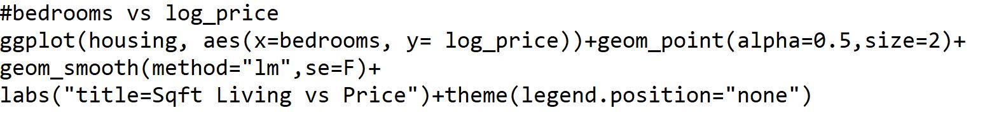 #bedrooms vs log_price
ggplot(housing, aes(x=bedrooms, y= log_price))+geom_point(alpha=0.5,size=2)+
geom_smooth(method="lm",se=F)+
labs("title=Sqft Living vs Price")+theme(legend.position="none")